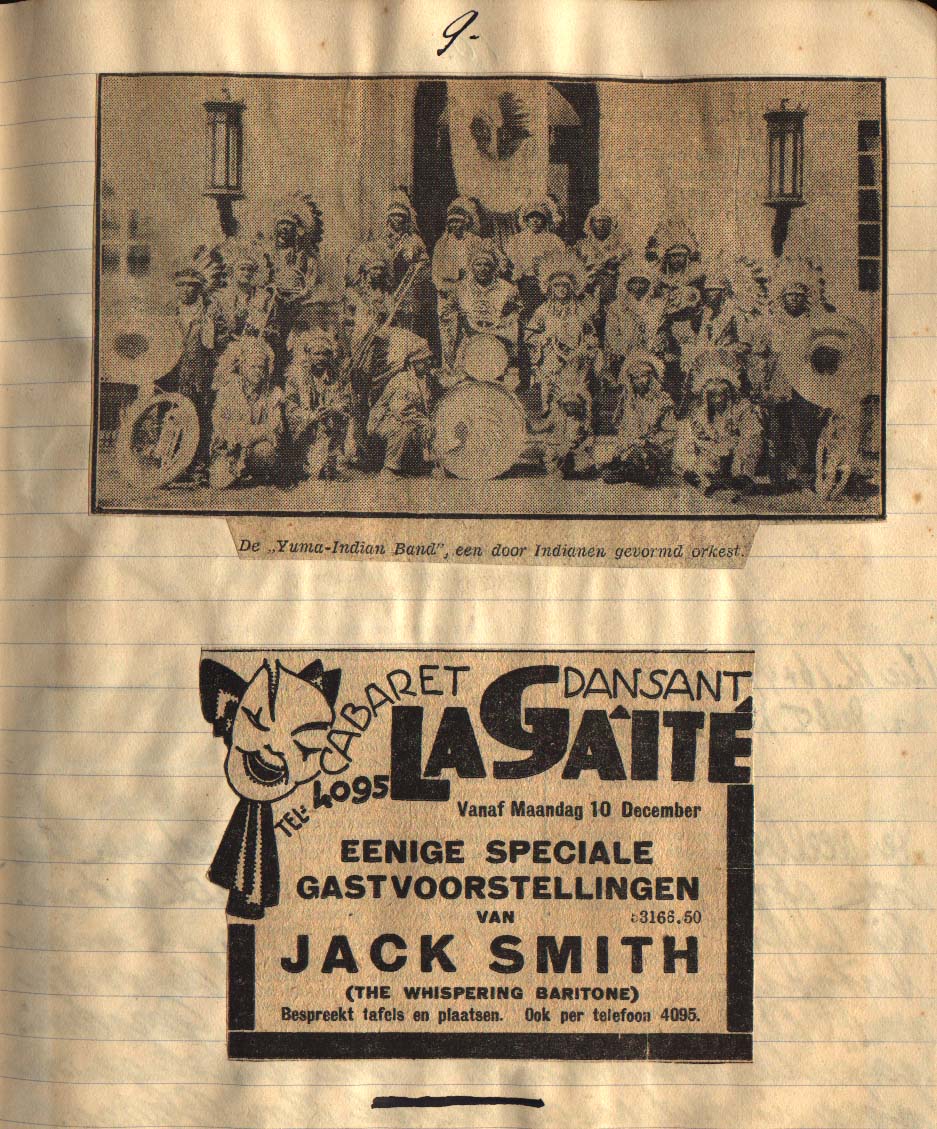 9.-
De „Yuma-Indian Band”, een door Indianen gevormd orkest.
CABARET DANSANT
LA GAÎTÉ
TEL: 4095
Vanaf Maandag 10 December
EENIGE SPECIALE
GASTVOORSTELLINGEN
VAN
3166.50
JACK SMITH
(THE WHISPERING BARITONE)
Bespreekt tafels en plaatsen. Ook per telefoon 4095.